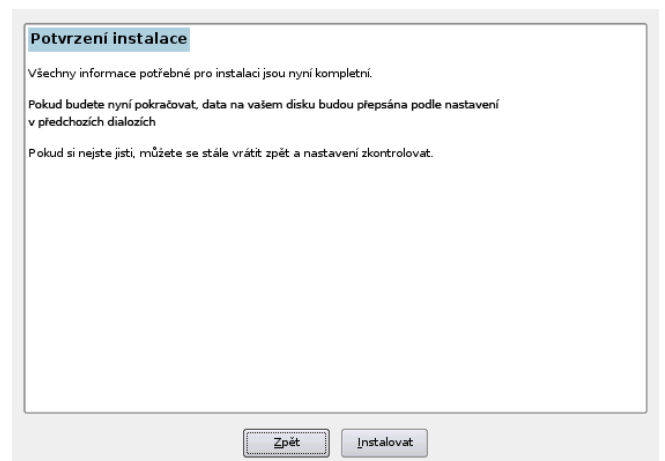 Potvrzení instalace
Všechny informace potřebné pro instalaci jsou nyní kompletní.
Pokud budete nyní pokračovat, data na vašem disku budou přepsána podle nastavení
v předchozích dialozích
Pokud si nejste jisti, můžete se stále vrátit zpět a nastavení zkontrolovat.
Zpět
Instalovat